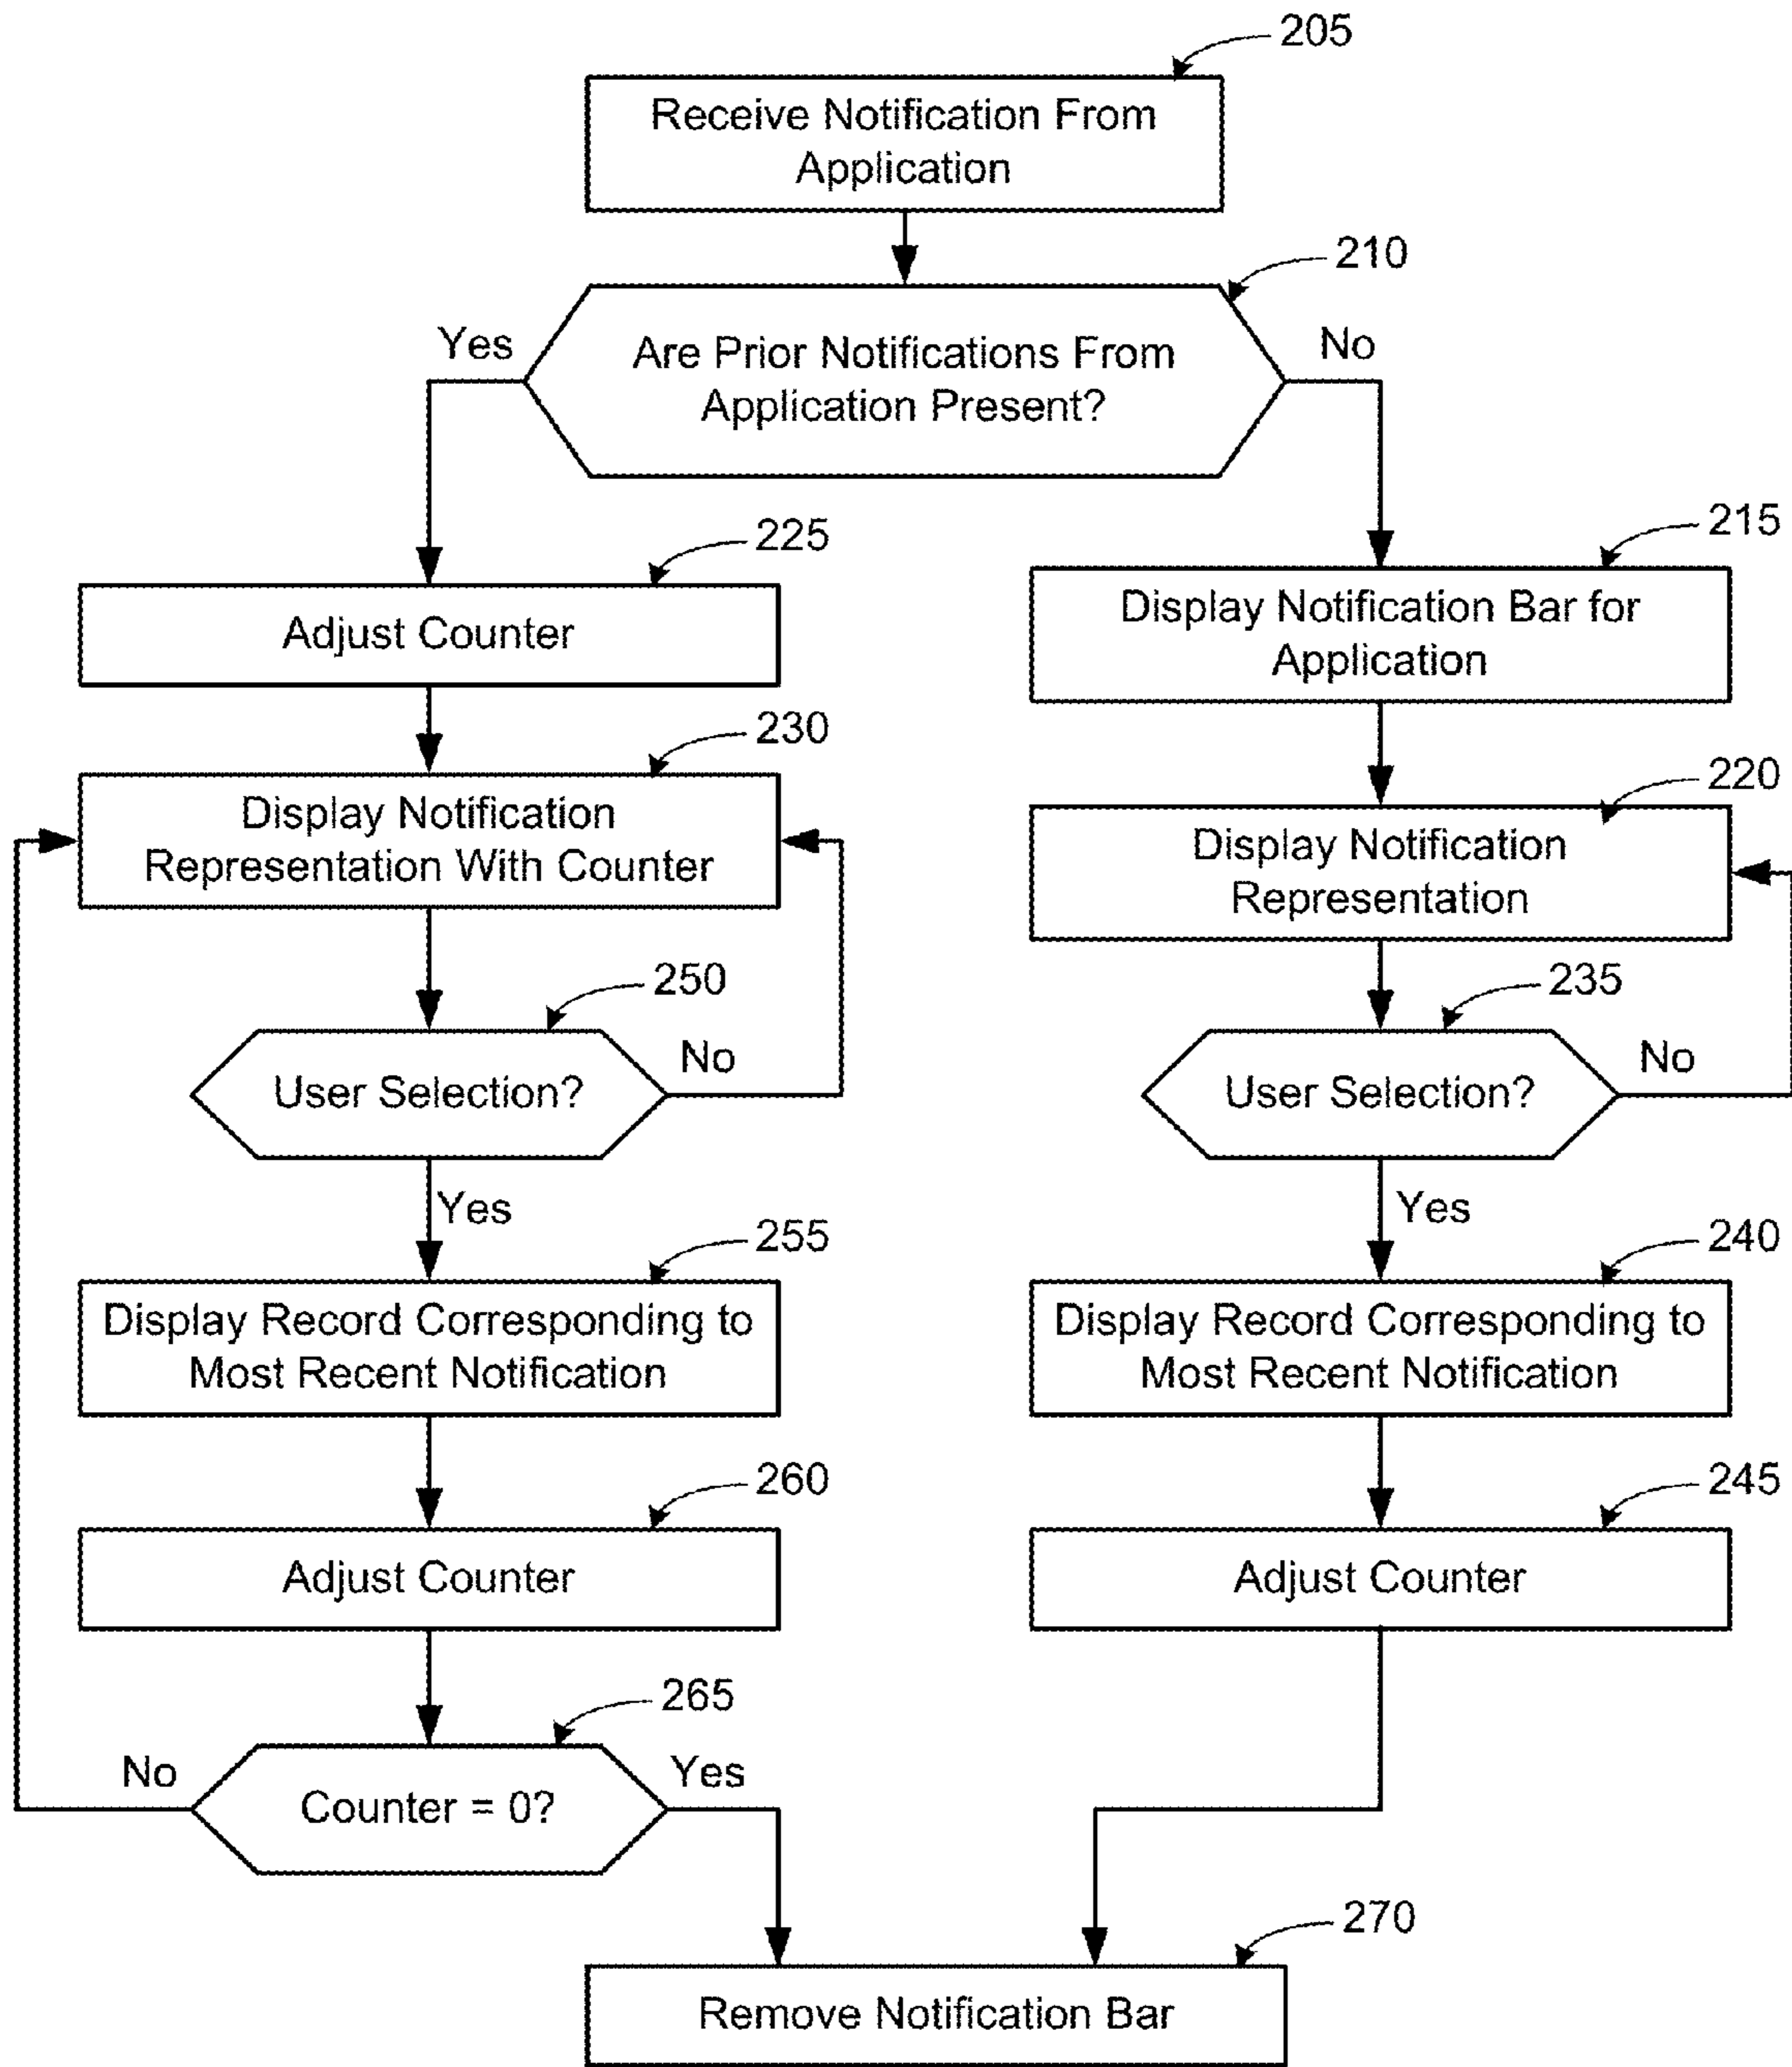 205
Receive Notification From
Application
210
Yes
Are Prior Notifications From
Application Present?
No
225
Adjust Counter
215
Display Notification Bar for
Application
230
Display Notification
Representation With Counter
220
Display Notification
Representation
250
User Selection?
No
235
User Selection?
No
Yes
Yes
255
Display Record Corresponding to
Most Recent Notification
240
Display Record Corresponding to
Most Recent Notification
260
Adjust Counter
245
Adjust Counter
265
No
Counter = 0?
Yes
270
Remove Notification Bar